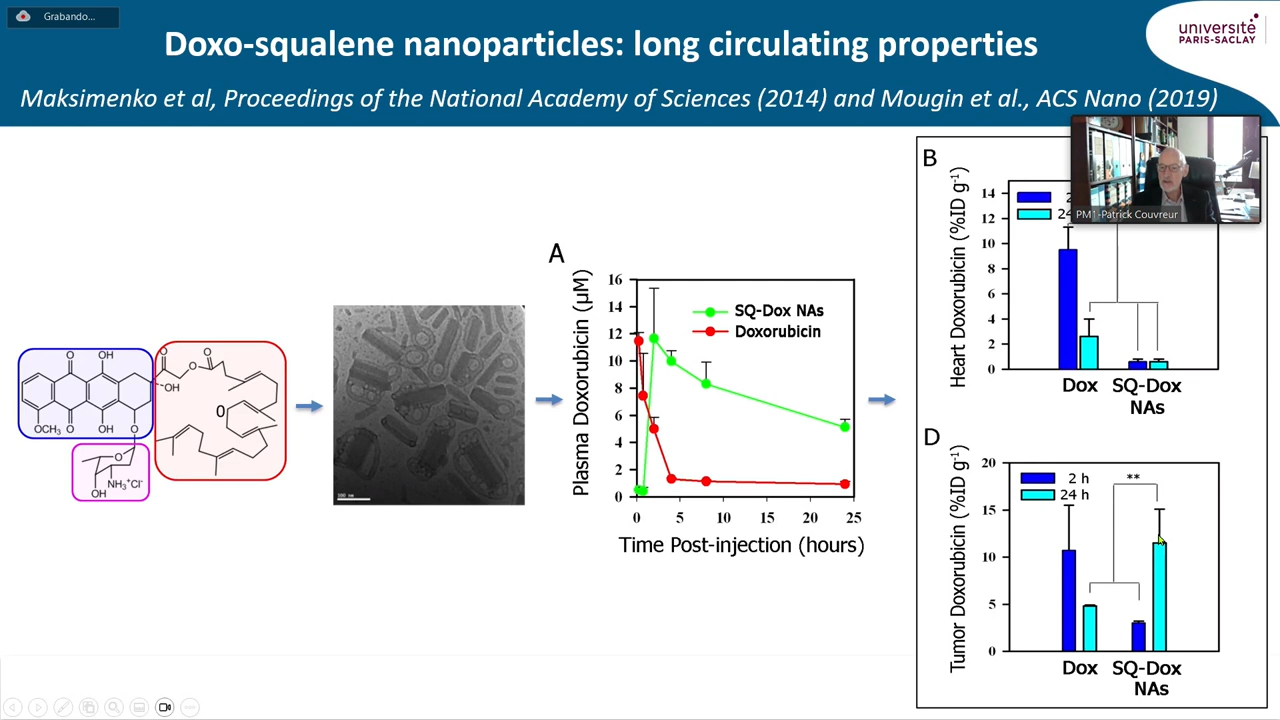 Grabando...
Doxo-squalene nanoparticles: long circulating properties
Maksimenko et al, Proceedings of the National Academy of Sciences (2014) and Mougin et al., ACS Nano (2019)
université
PARIS-SACLAY
PM1-Patrick Couvreur
O OH
O OH
OCH₃
O
O
O
OH
O
O
O
NH₃⁺Cl⁻
OH
A
Plasma Doxorubicin (µM)
16
14
12
10
8
6
4
2
0
0 5 10 15 20 25
SQ-Dox NAs
Doxorubicin
Time Post-injection (hours)
B
Heart Doxorubicin (%ID g⁻¹)
14
12
10
8
6
4
2
0
24
Dox SQ-Dox
NAs
D
Tumor Doxorubicin (%ID g⁻¹)
20
15
10
5
0
2 h
24 h
**
Dox SQ-Dox
NAs